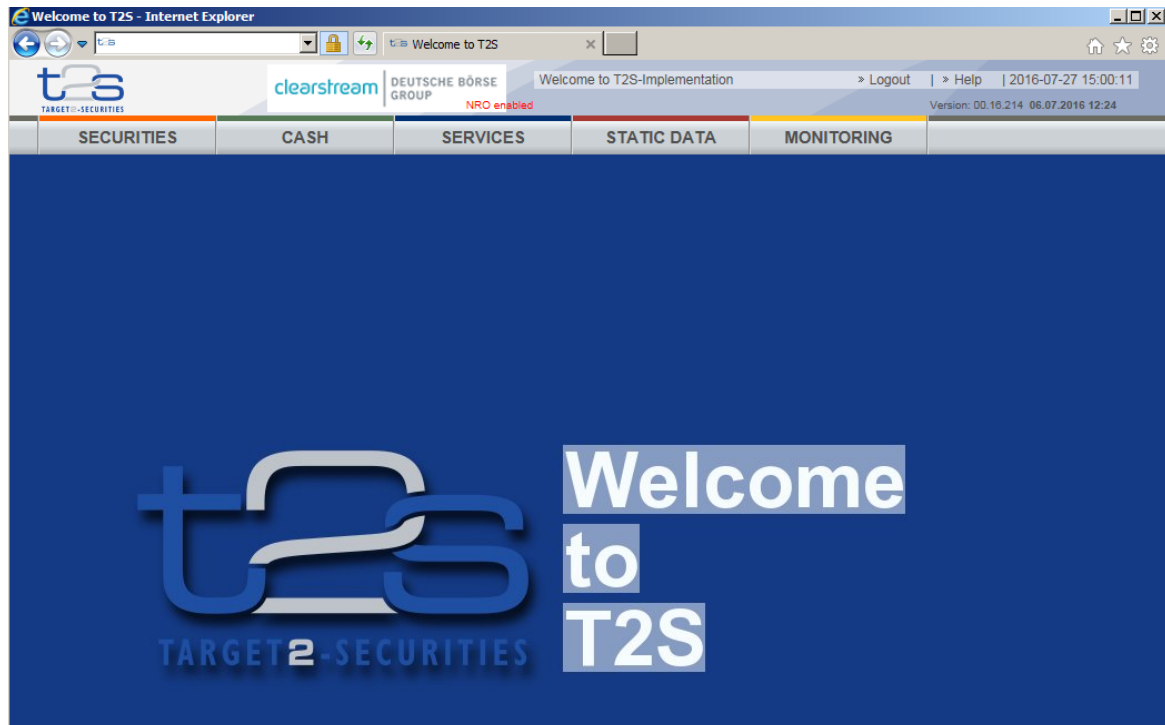 Welcome to T2S - Internet Explorer
t2s
t2s Welcome to T2S
t2s
TARGET2-SECURITIES
clearstream
DEUTSCHE BÖRSE
GROUP
NRO enabled
Welcome to T2S-Implementation
» Logout | » Help | 2016-07-27 15:00:11
Version: 00.16.214 06.07.2016 12:24
SECURITIES CASH SERVICES STATIC DATA MONITORING
t2s
TARGET2-SECURITIES
Welcome
to
T2S